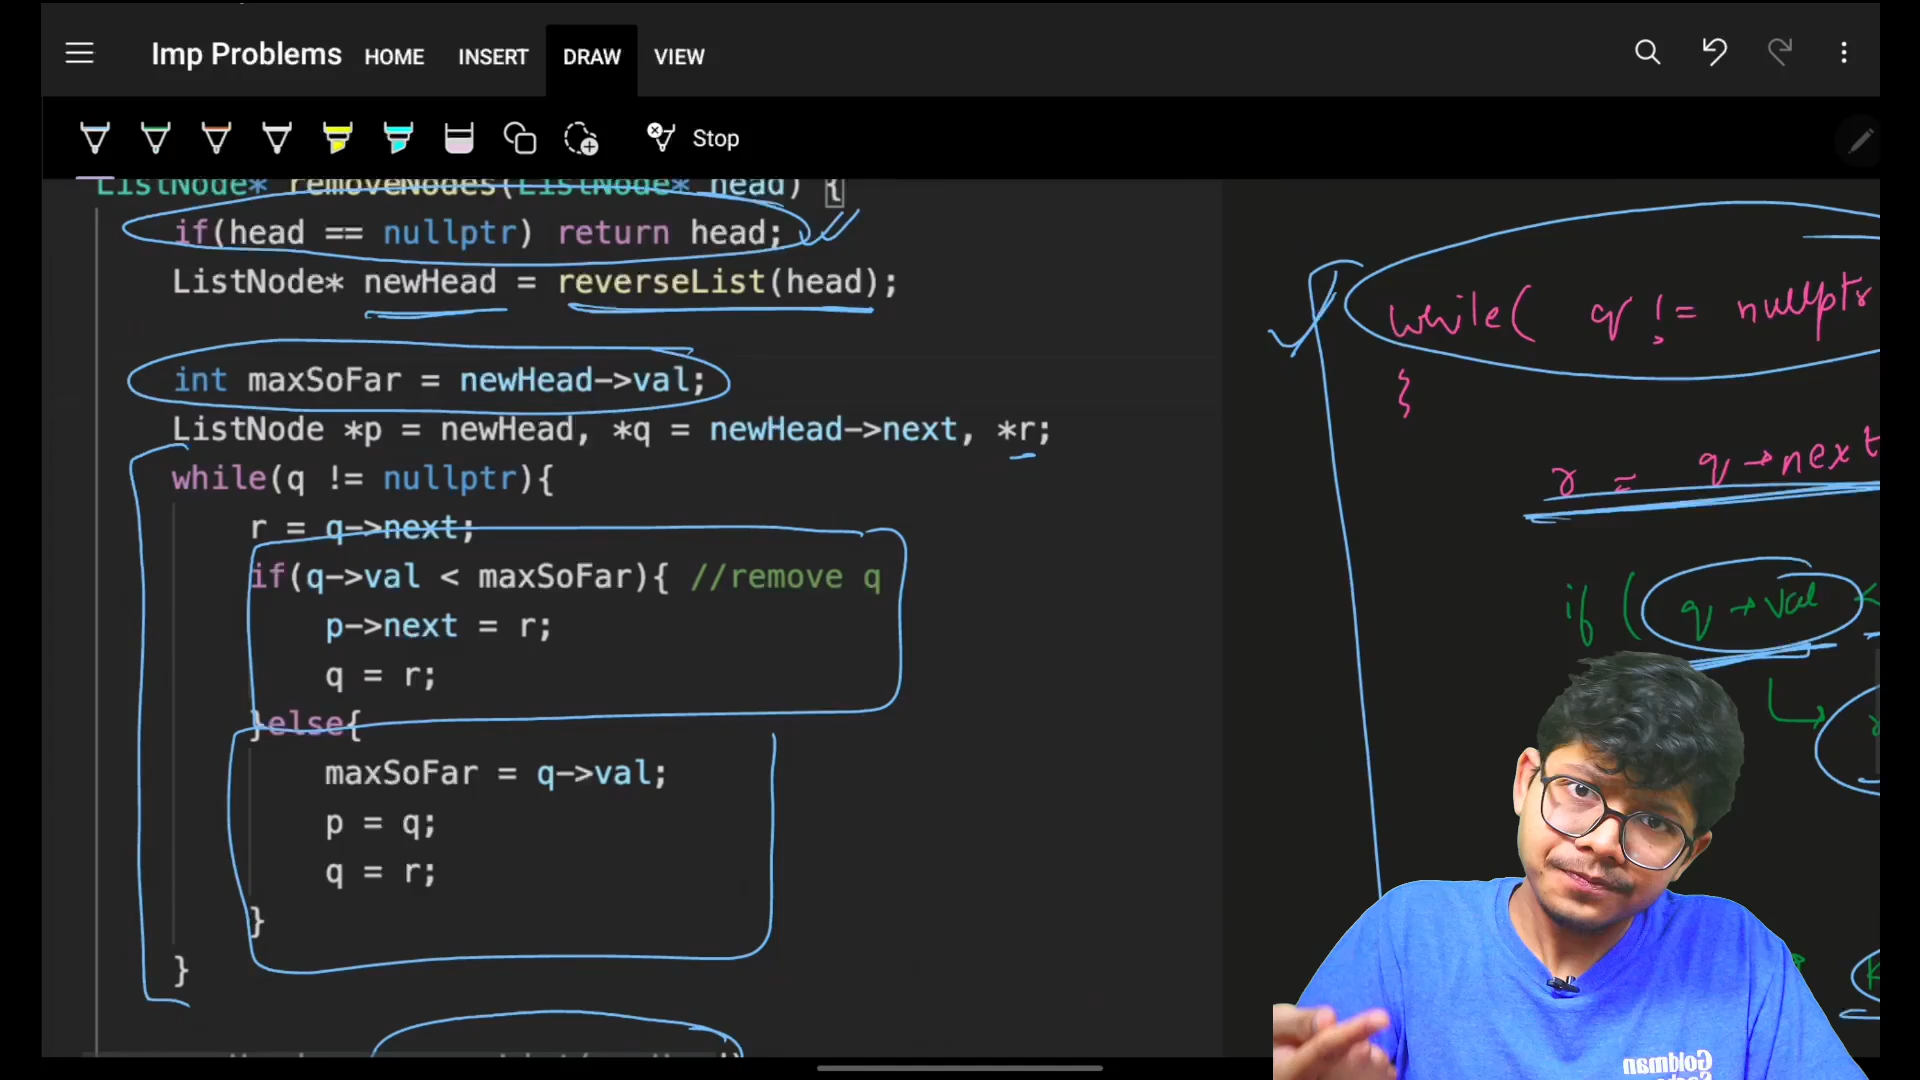 Imp Problems HOME INSERT DRAW VIEW
Stop
ListNode* removeNodes(ListNode* head) {
if(head == nullptr) return head;
ListNode* newHead = reverseList(head);
int maxSoFar = newHead->val;
ListNode *p = newHead, *q = newHead->next, *r;
while(q != nullptr){
r = q->next;
if(q->val < maxSoFar){ //remove q
p->next = r;
q = r;
}else{
maxSoFar = q->val;
p = q;
q = r;
}
}
while( q != nullptr
}
r = q→next
if ( q→val <
Goldman